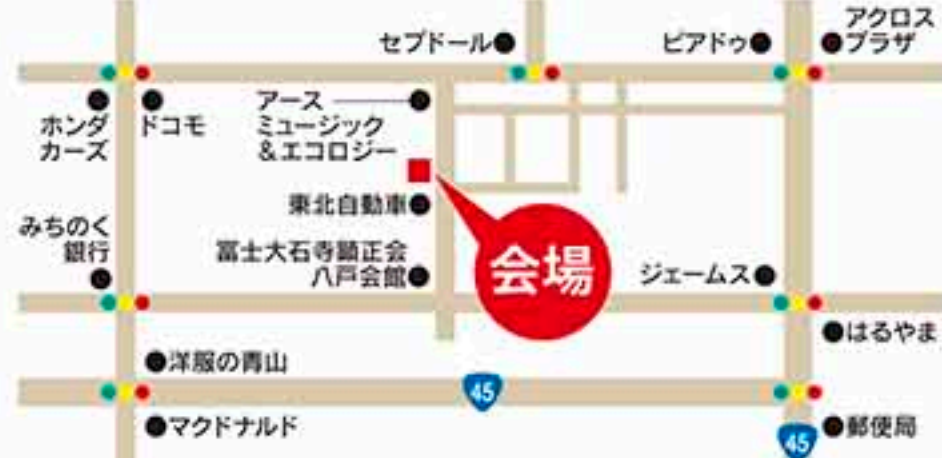 アクロス
プラザ
セブドール
ピアドゥ
ホンダ
カーズ
ドコモ
アース
ミュージック
&エコロジー
東北自動車
みちのく
銀行
冨士大石寺顕正会
八戸会館
会場
ジェームス
はるやま
洋服の青山
45
マクドナルド
45
郵便局